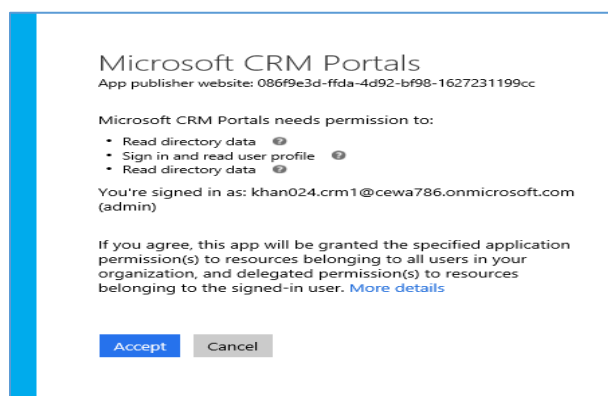 Microsoft CRM Portals
App publisher website: 086f9e3d-ffda-4d92-bf98-1627231199cc
Microsoft CRM Portals needs permission to:
• Read directory data ?
• Sign in and read user profile ?
• Read directory data ?
You're signed in as: khan024.crm1@cewa786.onmicrosoft.com
(admin)
If you agree, this app will be granted the specified application
permission(s) to resources belonging to all users in your
organization, and delegated permission(s) to resources
belonging to the signed-in user. More details
Accept Cancel